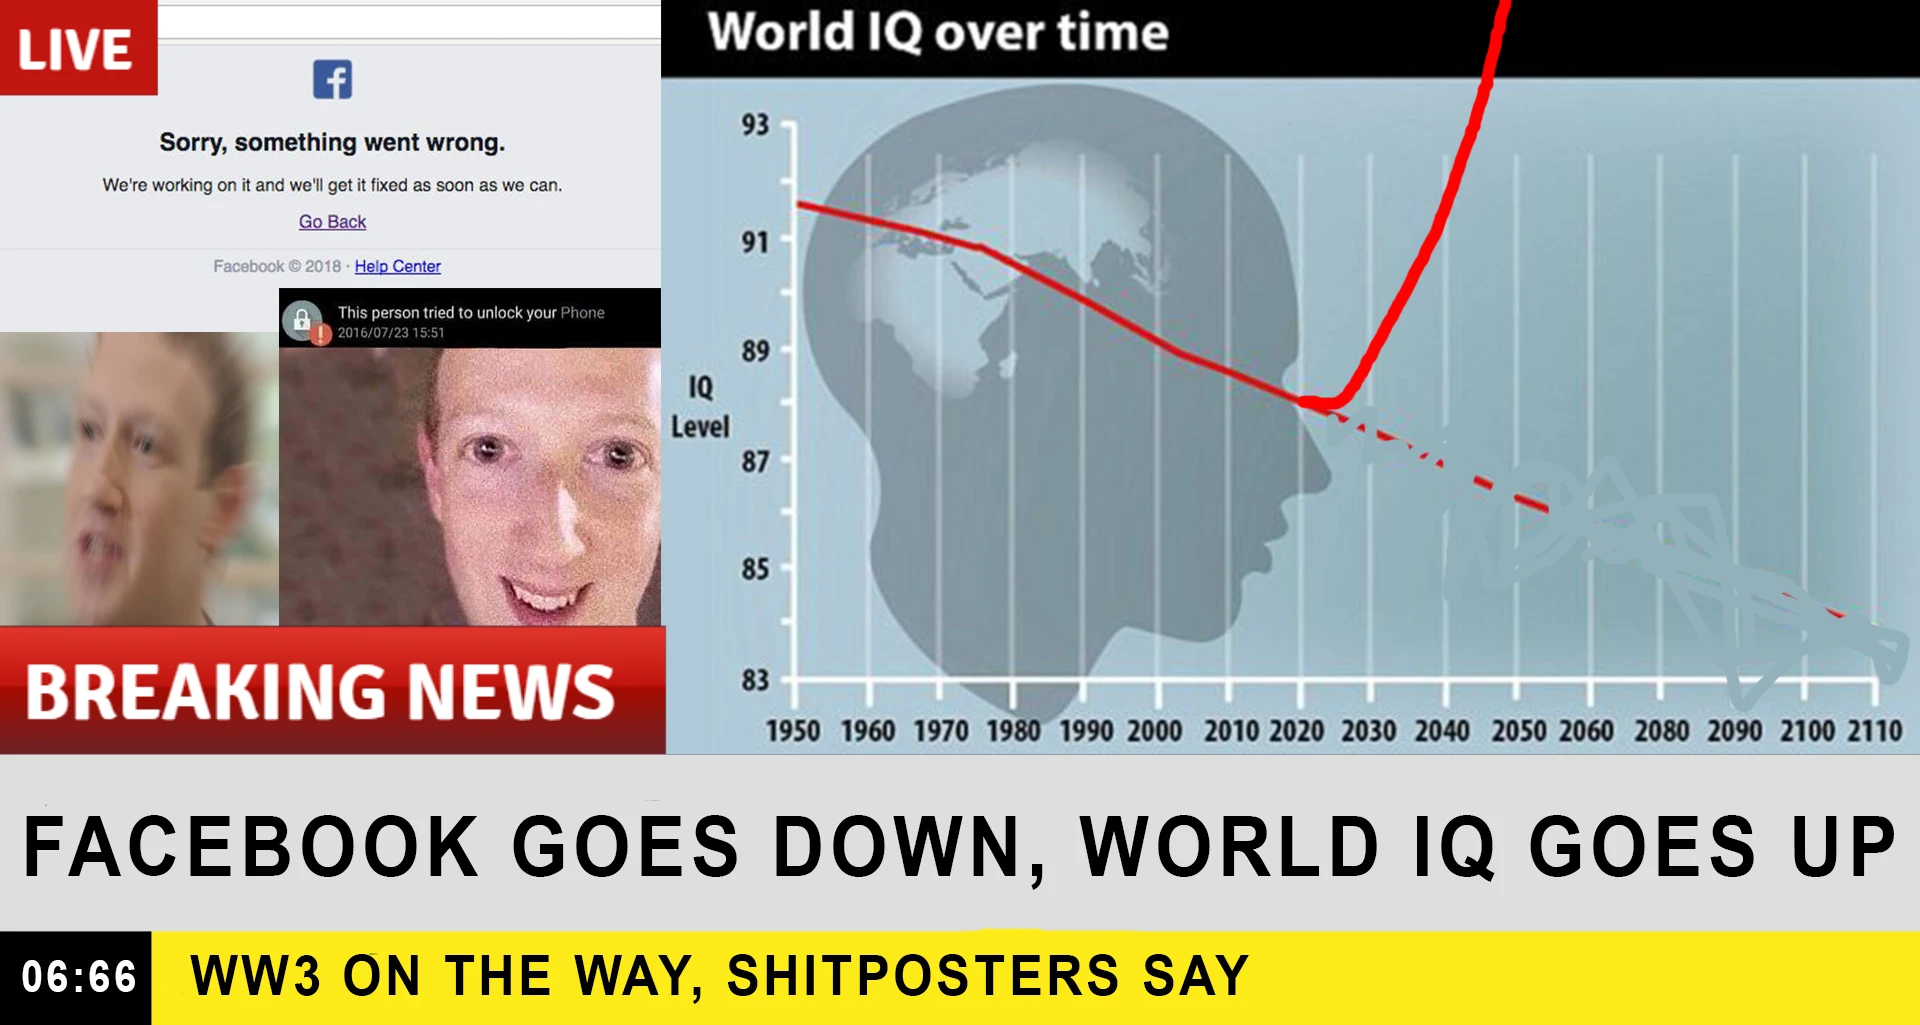 LIVE
f
Sorry, something went wrong.
We're working on it and we'll get it fixed as soon as we can.
Go Back
Facebook © 2018 · Help Center
This person tried to unlock your Phone
2016/07/23 15:51
BREAKING NEWS
World IQ over time
93
91
89
IQ
Level
87
85
83
1950 1960 1970 1980 1990 2000 2010 2020 2030 2040 2050 2060 2080 2090 2100 2110
FACEBOOK GOES DOWN, WORLD IQ GOES UP
06:66
WW3 ON THE WAY, SHITPOSTERS SAY